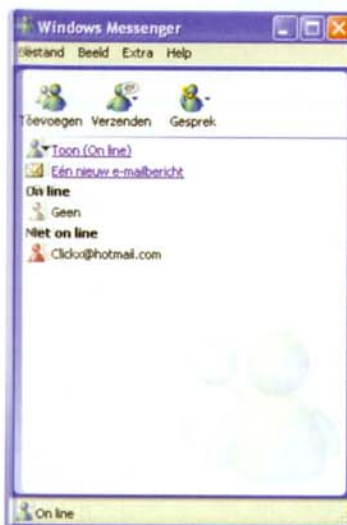 Windows Messenger
Bestand Beeld Extra Help
Toevoegen Verzenden Gesprek
Toon (On line)
Eén nieuw e-mailbericht
On line
Geen
Niet on line
Clickx@hotmail.com
On line